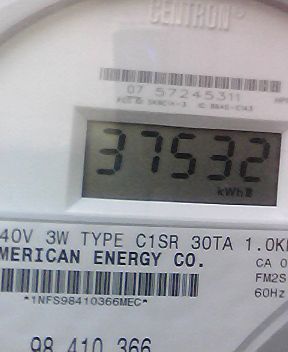 CENTRON
07 57245311
37532
kWh
40V 3W TYPE C1SR 30TA 1.0K
MERICAN ENERGY CO.
CA 0
FM2S
*1NFS98410366MEC*
60Hz
98 410 366